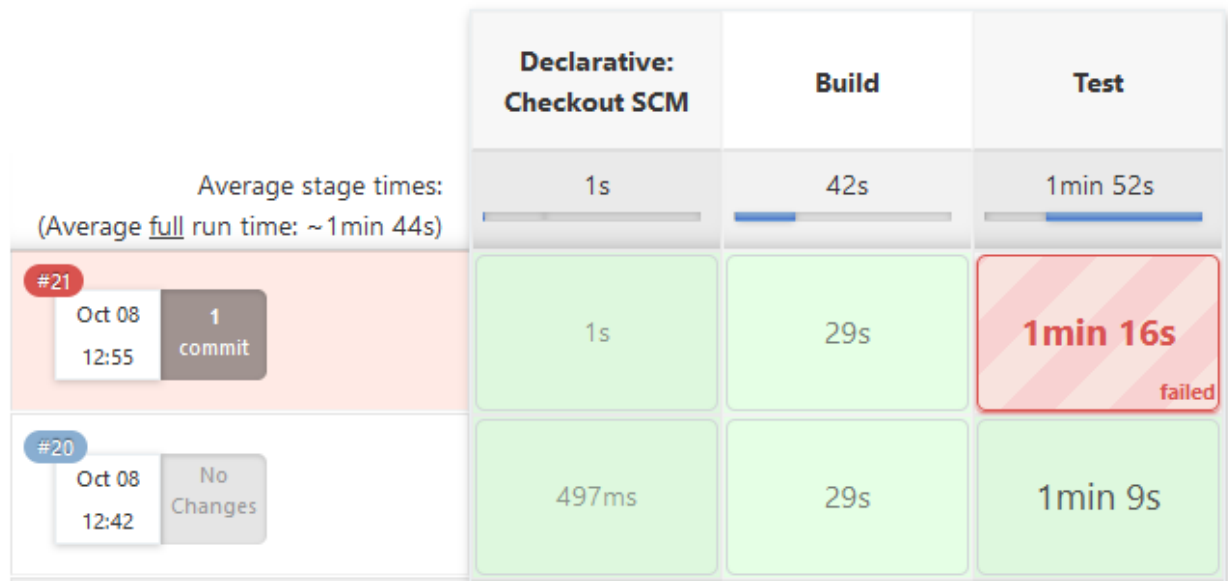 Declarative:
Checkout SCM
Build
Test
Average stage times:
(Average full run time: ~1min 44s)
1s
42s
1min 52s
#21
Oct 08
12:55
1
commit
1s
29s
1min 16s
failed
#20
Oct 08
12:42
No
Changes
497ms
29s
1min 9s